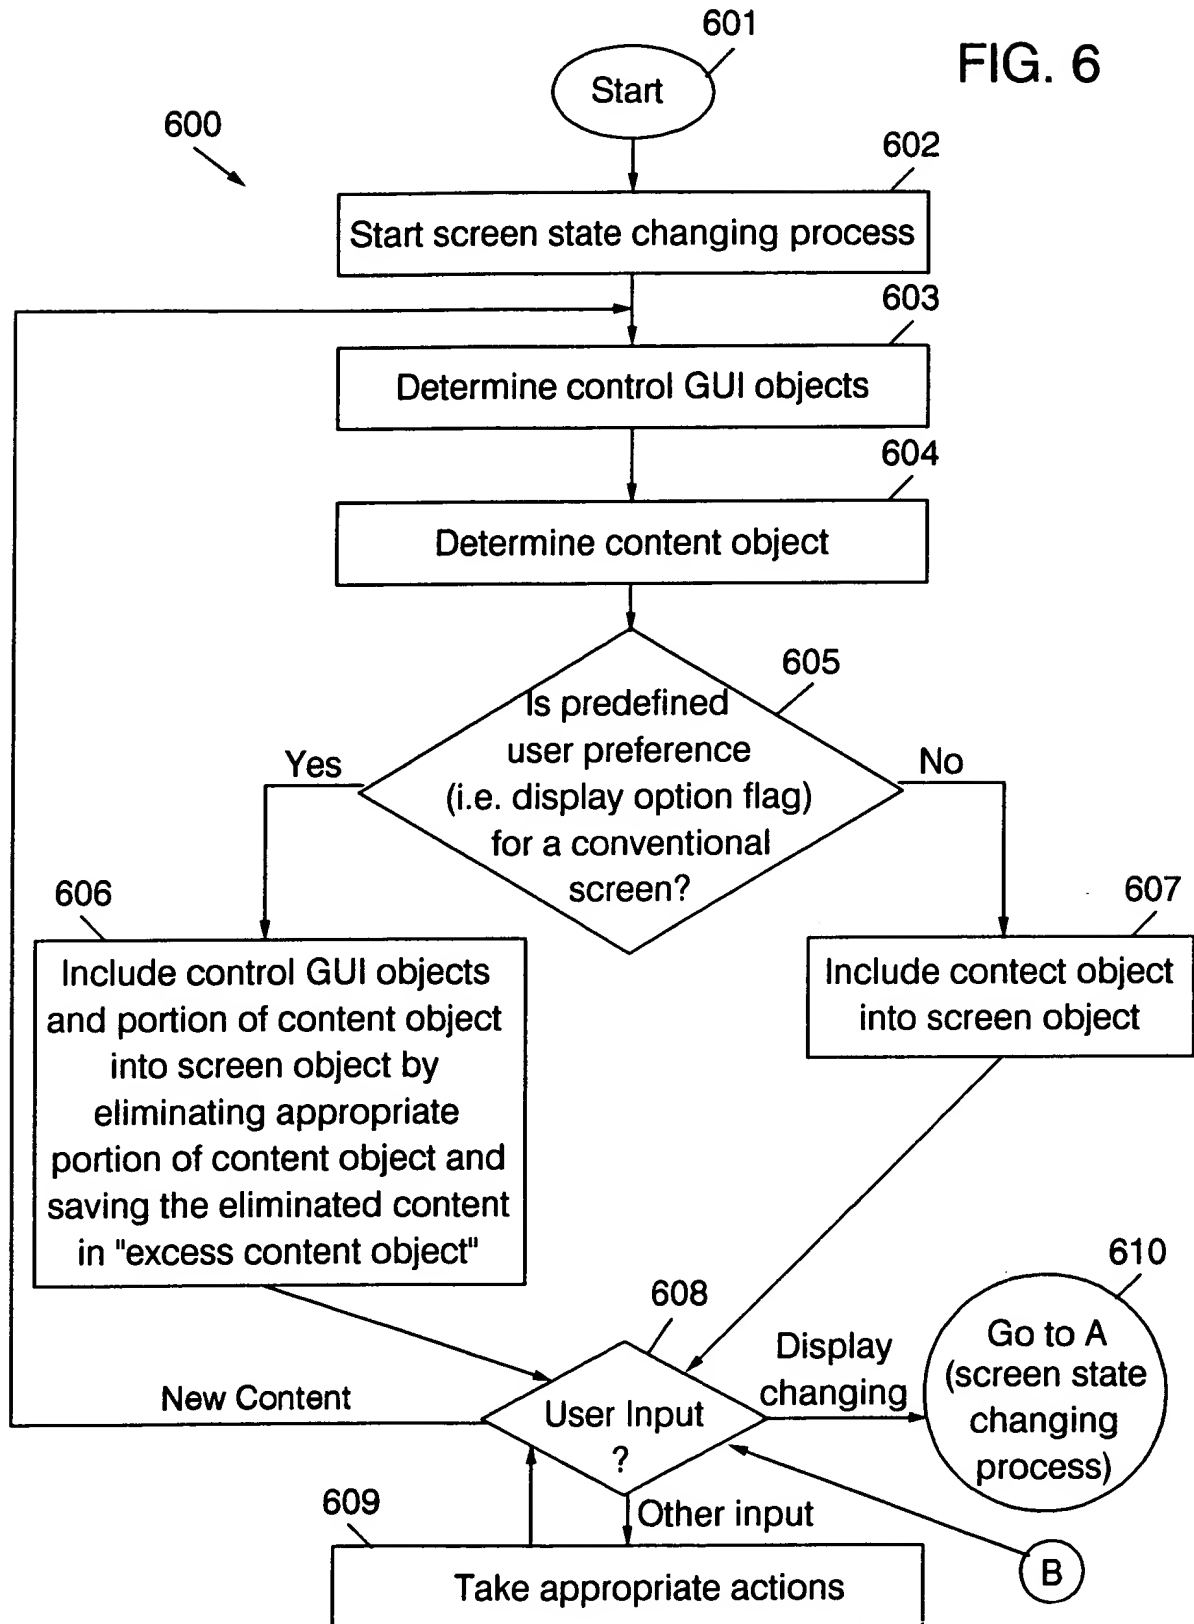 601
FIG. 6
Start
600
602
Start screen state changing process
603
Determine control GUI objects
604
Determine content object
605
Is predefined
user preference
(i.e. display option flag)
for a conventional
screen?
Yes
No
606
607
Include control GUI objects
and portion of content object
into screen object by
eliminating appropriate
portion of content object and
saving the eliminated content
in "excess content object"
Include contect object
into screen object
608
610
Display
changing
Go to A
(screen state
changing
process)
New Content
User Input
?
609
Other input
B
Take appropriate actions